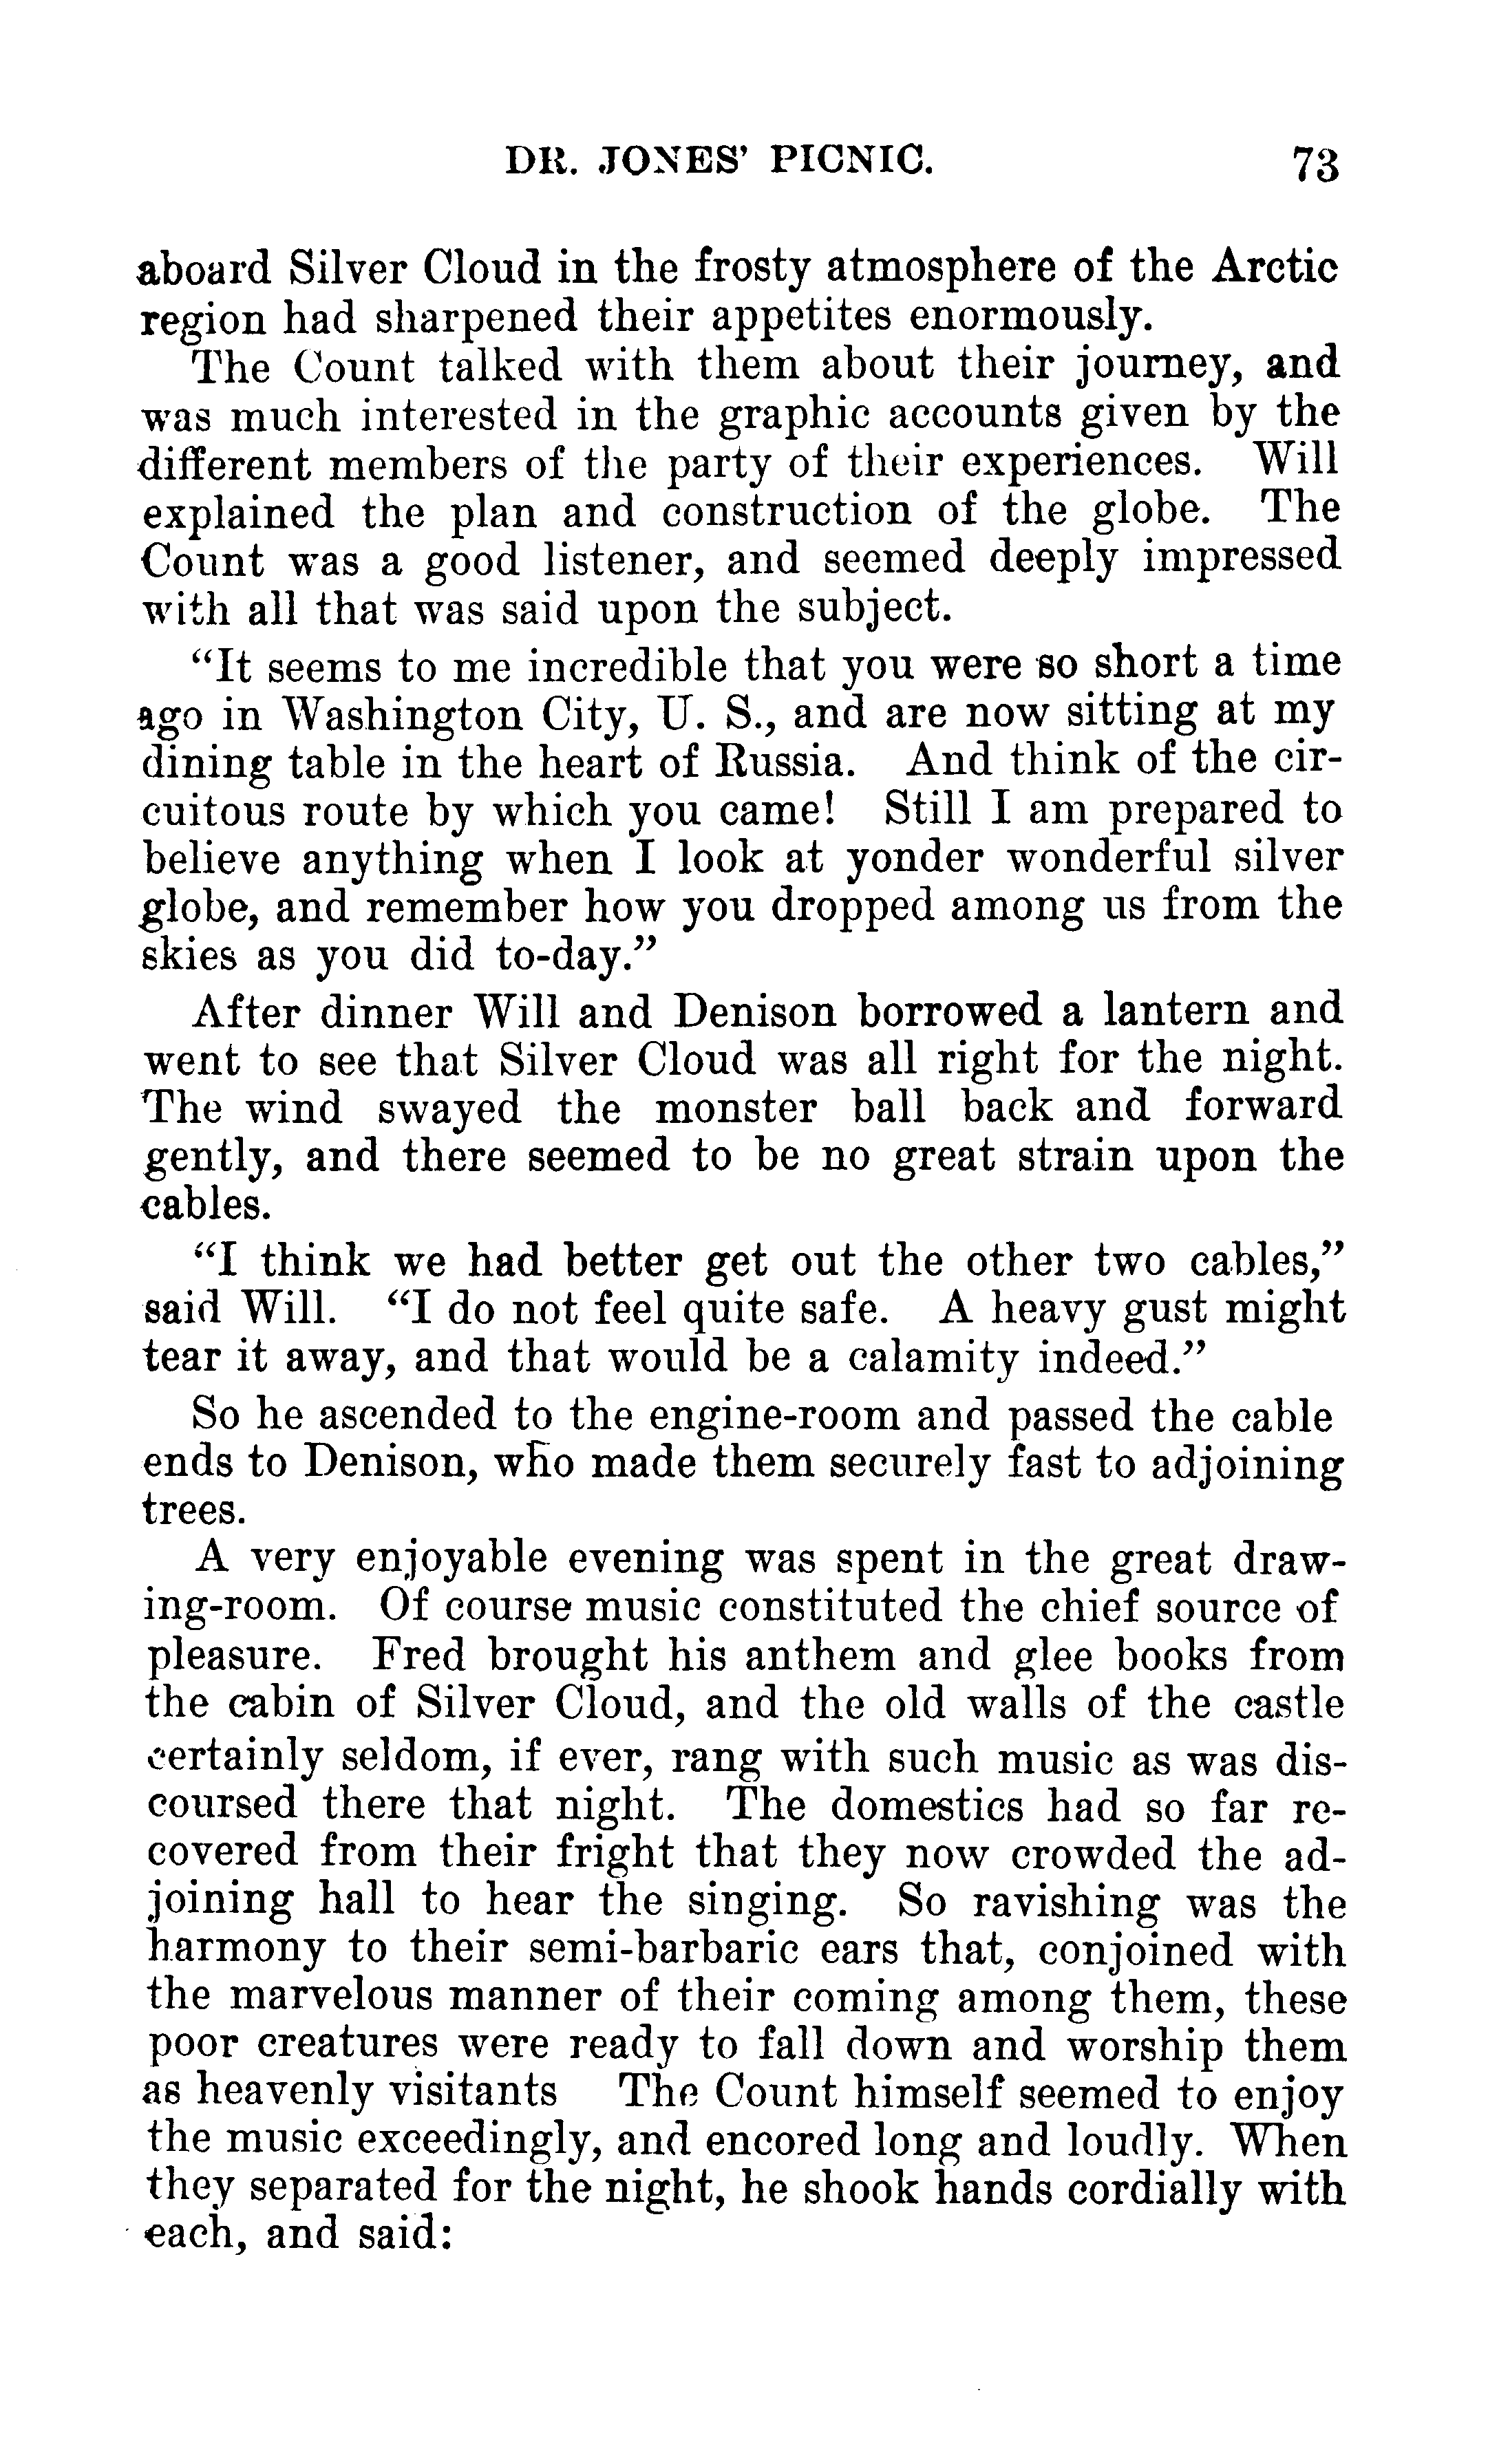 DR. JONES' PICNIC. 73
aboard Silver Cloud in the frosty atmosphere of the Arctic
region had sharpened their appetites enormously.
The Count talked with them about their journey, and
was much interested in the graphic accounts given by the
different members of the party of their experiences. Will
explained the plan and construction of the globe. The
Count was a good listener, and seemed deeply impressed
with all that was said upon the subject.
“It seems to me incredible that you were so short a time
ago in Washington City, U. S., and are now sitting at my
dining table in the heart of Russia. And think of the cir-
cuitous route by which you came! Still I am prepared to
believe anything when I look at yonder wonderful silver
globe, and remember how you dropped among us from the
skies as you did to-day.”
After dinner Will and Denison borrowed a lantern and
went to see that Silver Cloud was all right for the night.
The wind swayed the monster ball back and forward
gently, and there seemed to be no great strain upon the
cables.
“I think we had better get out the other two cables,”
said Will. “I do not feel quite safe. A heavy gust might
tear it away, and that would be a calamity indeed.”
So he ascended to the engine-room and passed the cable
ends to Denison, who made them securely fast to adjoining
trees.
A very enjoyable evening was spent in the great draw-
ing-room. Of course music constituted the chief source of
pleasure. Fred brought his anthem and glee books from
the cabin of Silver Cloud, and the old walls of the castle
certainly seldom, if ever, rang with such music as was dis-
coursed there that night. The domestics had so far re-
covered from their fright that they now crowded the ad-
joining hall to hear the singing. So ravishing was the
harmony to their semi-barbaric ears that, conjoined with
the marvelous manner of their coming among them, these
poor creatures were ready to fall down and worship them
as heavenly visitants The Count himself seemed to enjoy
the music exceedingly, and encored long and loudly. When
they separated for the night, he shook hands cordially with
each, and said: